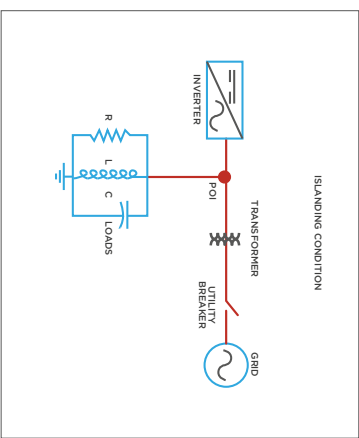 ISLANDING CONDITION
INVERTER
POI
TRANSFORMER
UTILITY
BREAKER
GRID
R
L
C
LOADS